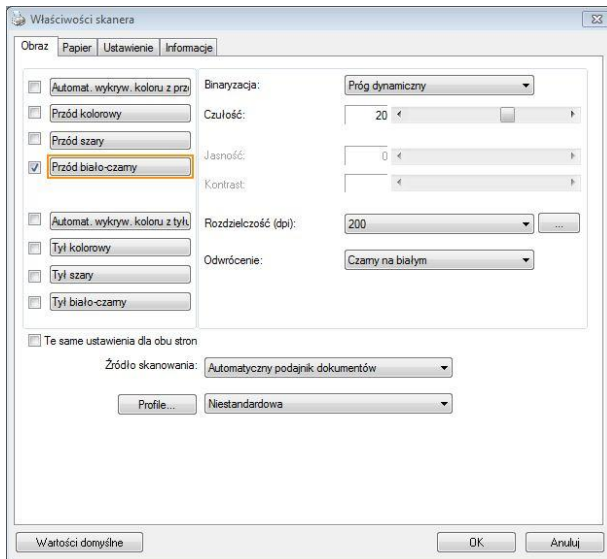 Właściwości skanera
Obraz Papier Ustawienie Informacje
Automat. wykryw. koloru z prz
Przód kolorowy
Przód szary
Przód biało-czarny
Automat. wykryw. koloru z tyłu
Tył kolorowy
Tył szary
Tył biało-czarny
Binaryzacja: Próg dynamiczny
Czułość: 20
Jasność: 0
Kontrast:
Rozdzielczość (dpi): 200 ...
Odwrócenie: Czarny na białym
Te same ustawienia dla obu stron
Źródło skanowania: Automatyczny podajnik dokumentów
Profile... Niestandardowa
Wartości domyślne OK Anuluj